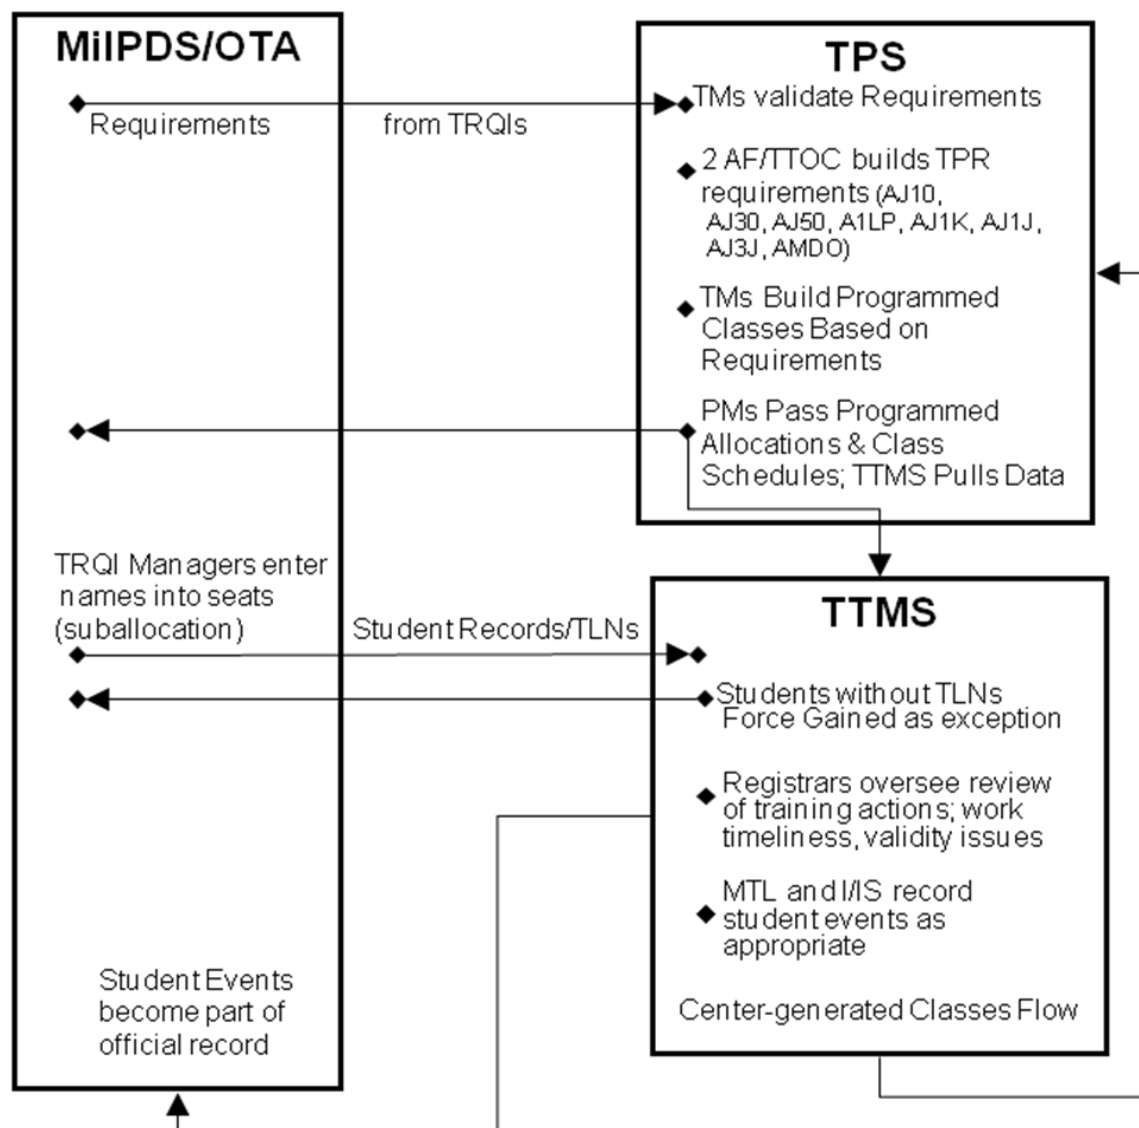 MilPDS/OTA
Requirements
from TRQIs
TPS
TMs validate Requirements
2 AF/TTOC builds TPR
requirements (AJ10,
AJ30, AJ50, A1LP, AJ1K, AJ1J,
AJ3J, AMDO)
TMs Build Programmed
Classes Based on
Requirements
PMs Pass Programmed
Allocations & Class
Schedules; TTMS Pulls Data
TRQI Managers enter
names into seats
(suballocation)
Student Records/TLNs
TTMS
Students without TLNs
Force Gained as exception
Registrars oversee review
of training actions; work
timeliness, validity issues
MTL and I/IS record
student events as
appropriate
Center-generated Classes Flow
Student Events
become part of
official record